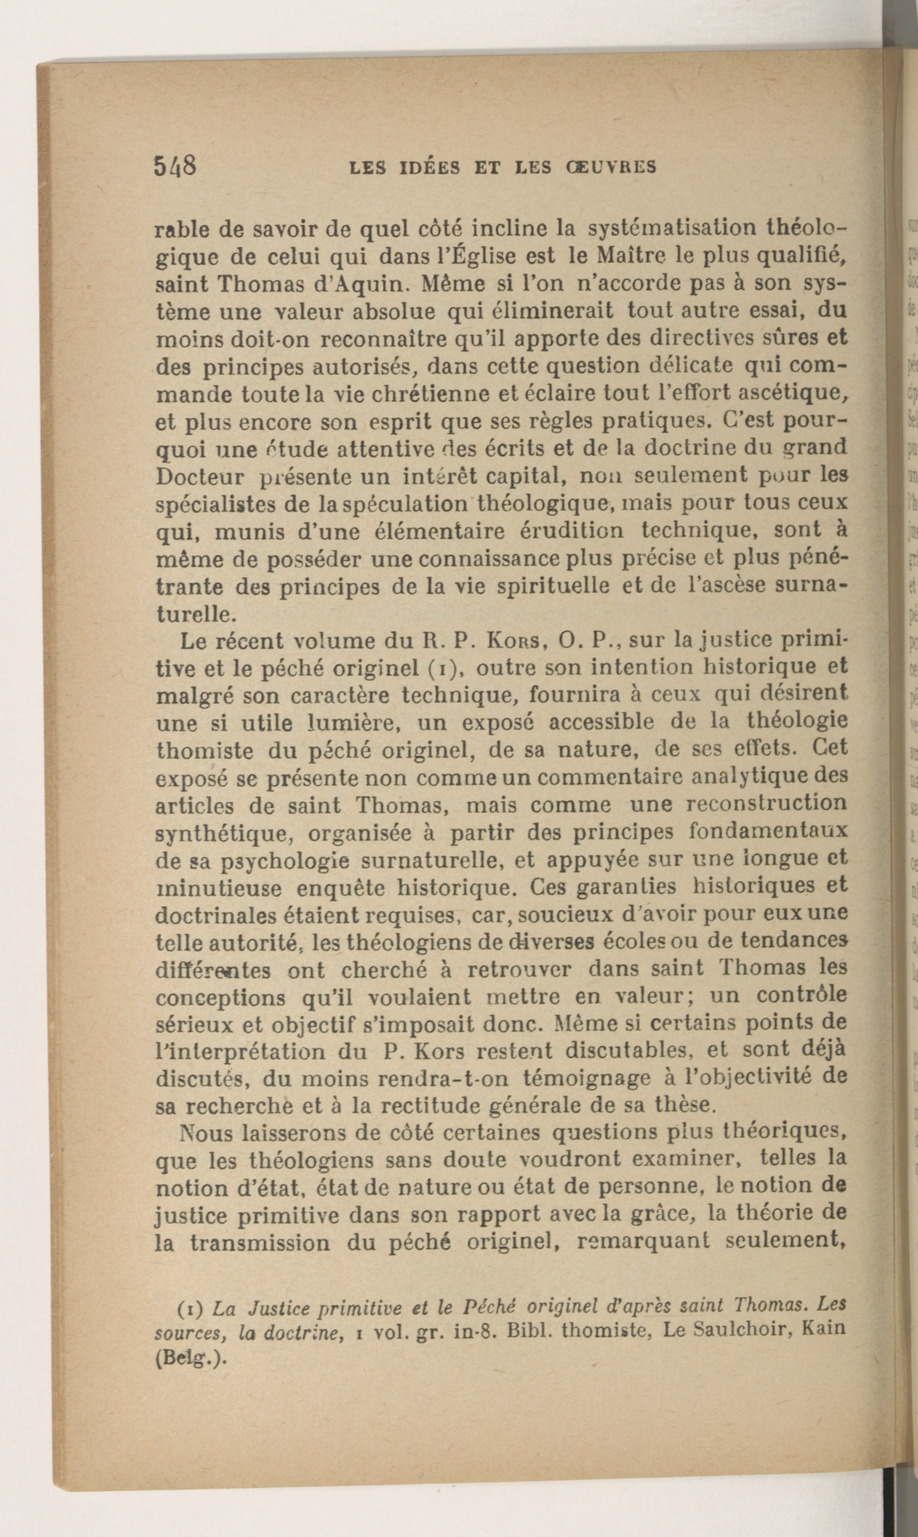 548 LES IDÉES ET LES ŒUVRES
rable de savoir de quel côté incline la systématisation théolo-
gique de celui qui dans l'Église est le Maître le plus qualifié,
saint Thomas d'Aquin. Même si l'on n'accorde pas à son sys-
tème une valeur absolue qui éliminerait tout autre essai, du
moins doit-on reconnaître qu'il apporte des directives sûres et
des principes autorisés, dans cette question délicate qui com-
mande toute la vie chrétienne et éclaire tout l'effort ascétique,
et plus encore son esprit que ses règles pratiques. C'est pour-
quoi une étude attentive des écrits et de la doctrine du grand
Docteur présente un intérêt capital, non seulement pour les
spécialistes de la spéculation théologique, mais pour tous ceux
qui, munis d'une élémentaire érudition technique, sont à
même de posséder une connaissance plus précise et plus péné-
trante des principes de la vie spirituelle et de l'ascèse surna-
turelle.
Le récent volume du R. P. KORS, O. P., sur la justice primi-
tive et le péché originel (1), outre son intention historique et
malgré son caractère technique, fournira à ceux qui désirent
une si utile lumière, un exposé accessible de la théologie
thomiste du péché originel, de sa nature, de ses effets. Cet
exposé se présente non comme un commentaire analytique des
articles de saint Thomas, mais comme une reconstruction
synthétique, organisée à partir des principes fondamentaux
de sa psychologie surnaturelle, et appuyée sur une longue et
minutieuse enquête historique. Ces garanties historiques et
doctrinales étaient requises, car, soucieux d'avoir pour eux une
telle autorité, les théologiens de diverses écoles ou de tendances
différentes ont cherché à retrouver dans saint Thomas les
conceptions qu'il voulaient mettre en valeur; un contrôle
sérieux et objectif s'imposait donc. Même si certains points de
l'interprétation du P. Kors restent discutables, et sont déjà
discutés, du moins rendra-t-on témoignage à l'objectivité de
sa recherche et à la rectitude générale de sa thèse.
Nous laisserons de côté certaines questions plus théoriques,
que les théologiens sans doute voudront examiner, telles la
notion d'état, état de nature ou état de personne, le notion de
justice primitive dans son rapport avec la grâce, la théorie de
la transmission du péché originel, remarquant seulement,
(1) La Justice primitive et le Péché originel d'après saint Thomas. Les
sources, la doctrine, 1 vol. gr. in-8. Bibl. thomiste, Le Saulchoir, Kain
(Belg.).